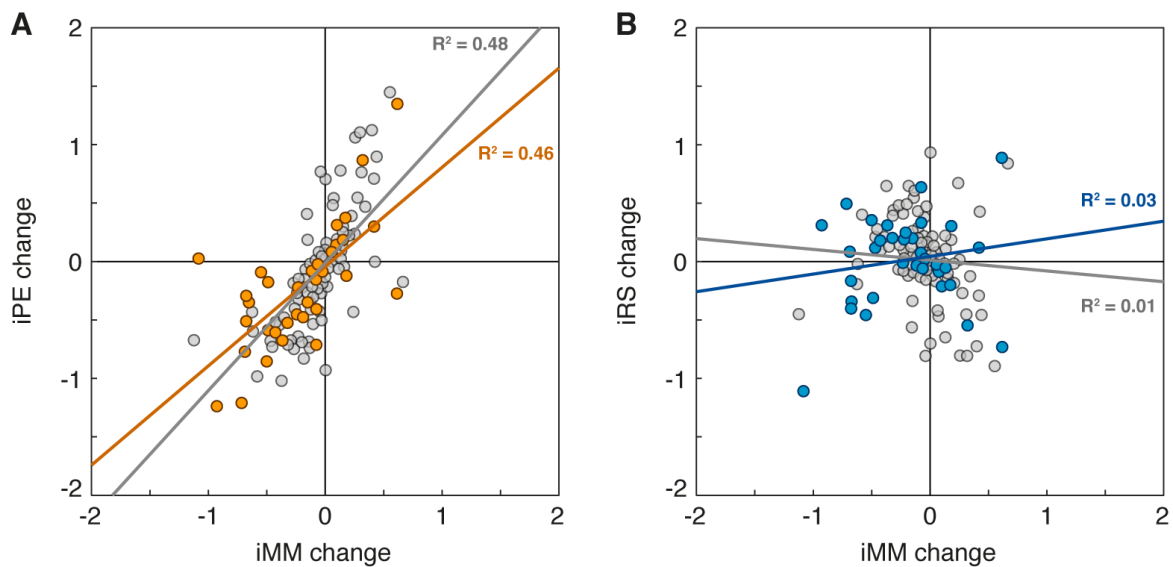 A
B
2
1
0
-1
-2
iPE change
R² = 0.48
R² = 0.46
-2
-1
0
1
2
iMM change
2
1
0
-1
-2
iRS change
R² = 0.03
R² = 0.01
-2
-1
0
1
2
iMM change